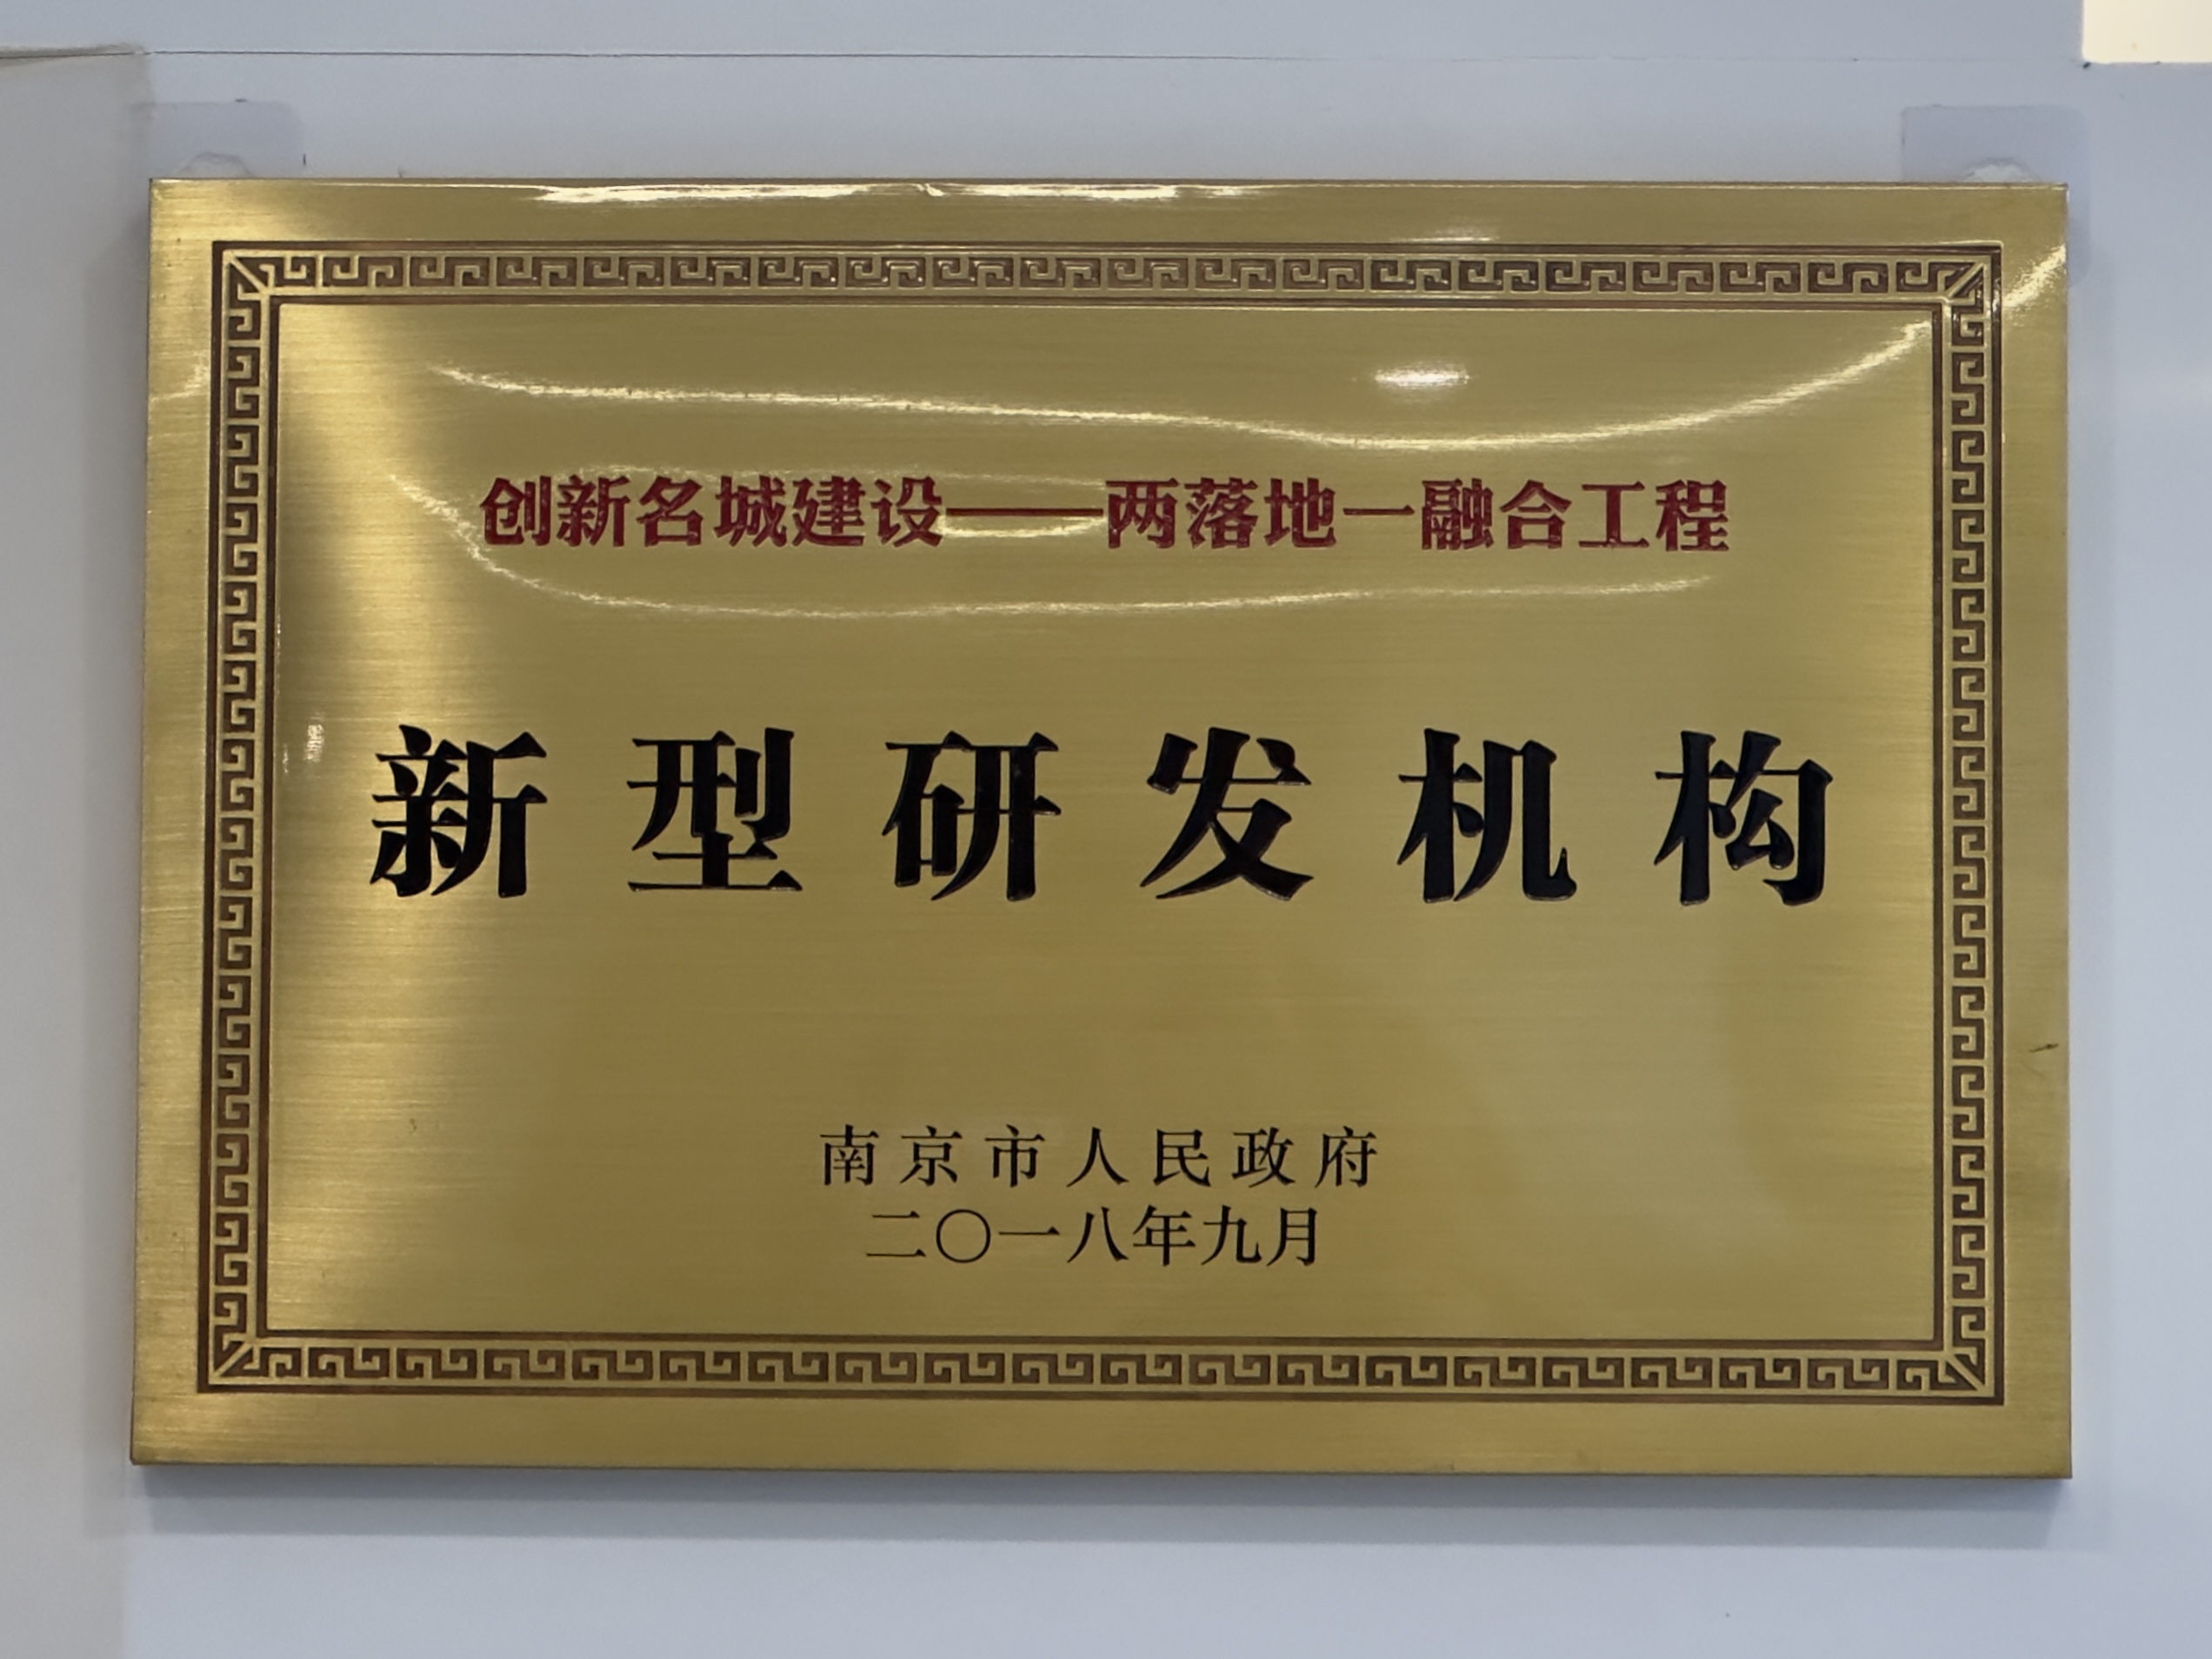 创新名城建设——两落地一融合工程
新型研发机构
南京市人民政府
二〇一八年九月